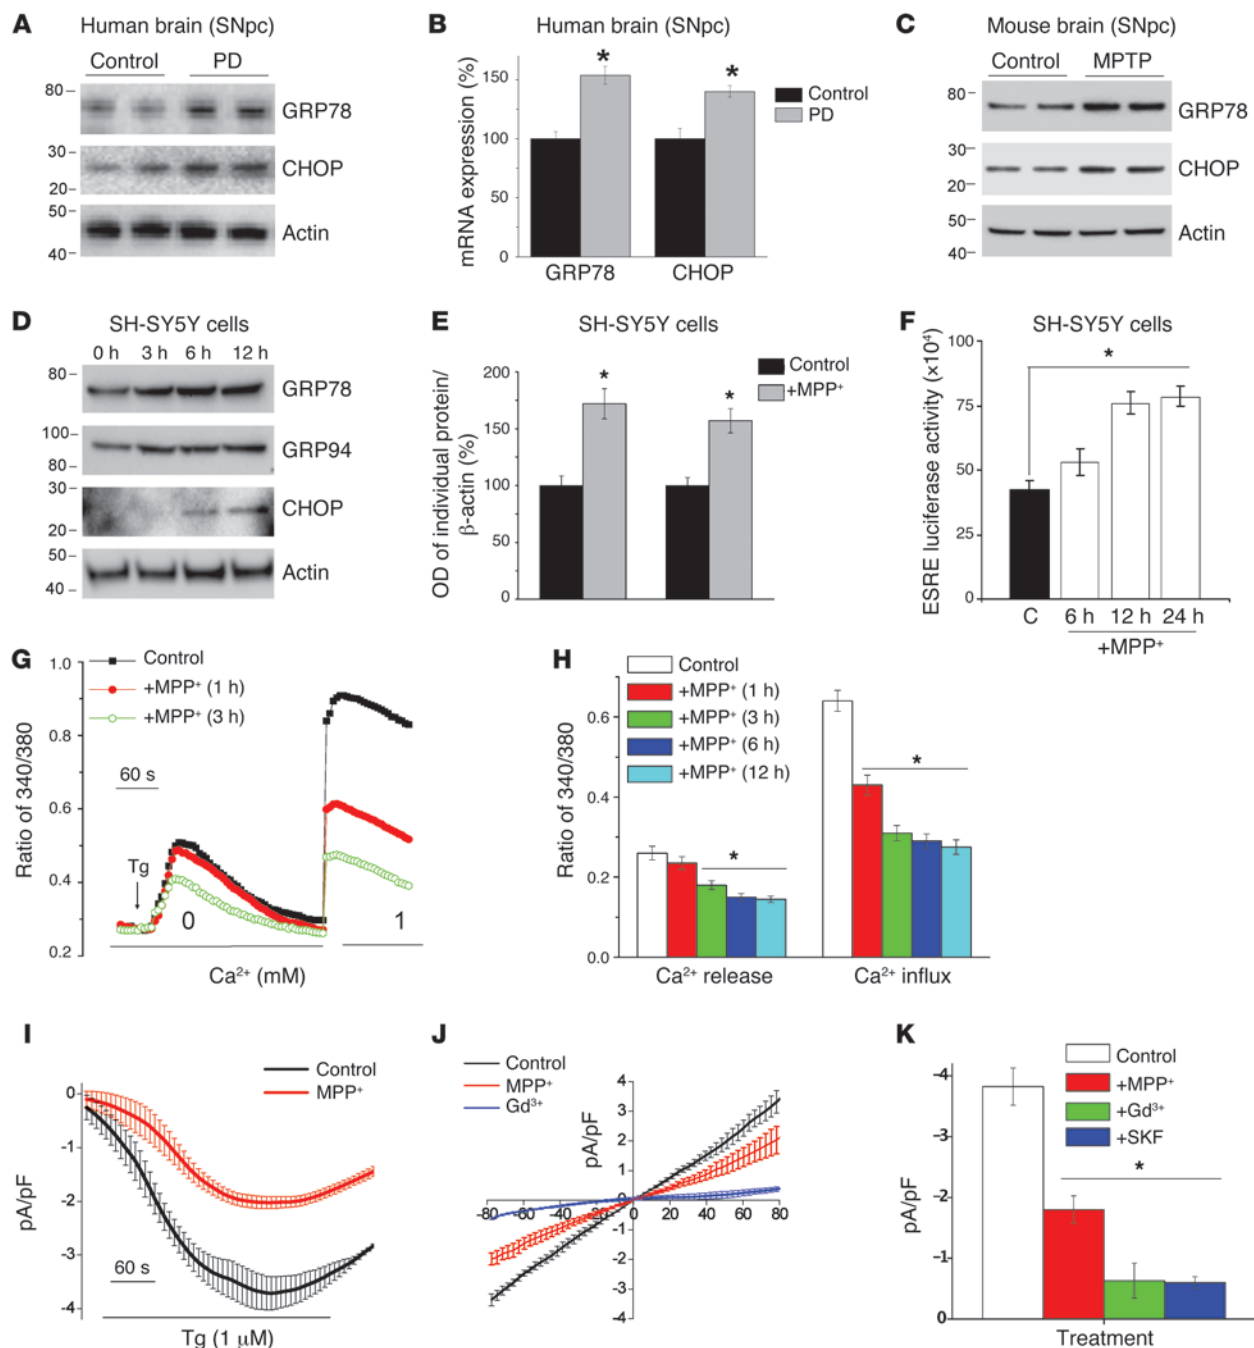 A Human brain (SNpc)
Control PD
80
GRP78
30
CHOP
20
50
Actin
40
B Human brain (SNpc)
mRNA expression (%)
150
100
50
0
* *
Control
PD
GRP78 CHOP
C Mouse brain (SNpc)
Control MPTP
80
GRP78
30
CHOP
20
50
Actin
40
D SH-SY5Y cells
0 h 3 h 6 h 12 h
80
GRP78
100
GRP94
80
30
CHOP
20
50
Actin
40
E SH-SY5Y cells
OD of individual protein/
β-actin (%)
200
150
100
50
0
* *
Control
+MPP⁺
F SH-SY5Y cells
ESRE luciferase activity (×10⁴)
75
50
25
0
*
C 6 h 12 h 24 h
+MPP⁺
G
Ratio of 340/380
1.0
0.8
0.6
0.4
0.2
Control
+MPP⁺ (1 h)
+MPP⁺ (3 h)
60 s
Tg
0 1
Ca²⁺ (mM)
H
Ratio of 340/380
0.6
0.4
0.2
0.0
Control
+MPP⁺ (1 h)
+MPP⁺ (3 h)
+MPP⁺ (6 h)
+MPP⁺ (12 h)
* *
Ca²⁺ release Ca²⁺ influx
I
pA/pF
0
-1
-2
-3
-4
Control
MPP⁺
60 s
Tg (1 μM)
J
Control
MPP⁺
Gd³⁺
pA/pF
4
3
2
1
0
-1
-2
-3
-4
-80 -60 -40 -20 0 20 40 60 80
K
pA/pF
-4
-3
-2
-1
0
Control
+MPP⁺
+Gd³⁺
+SKF
*
Treatment